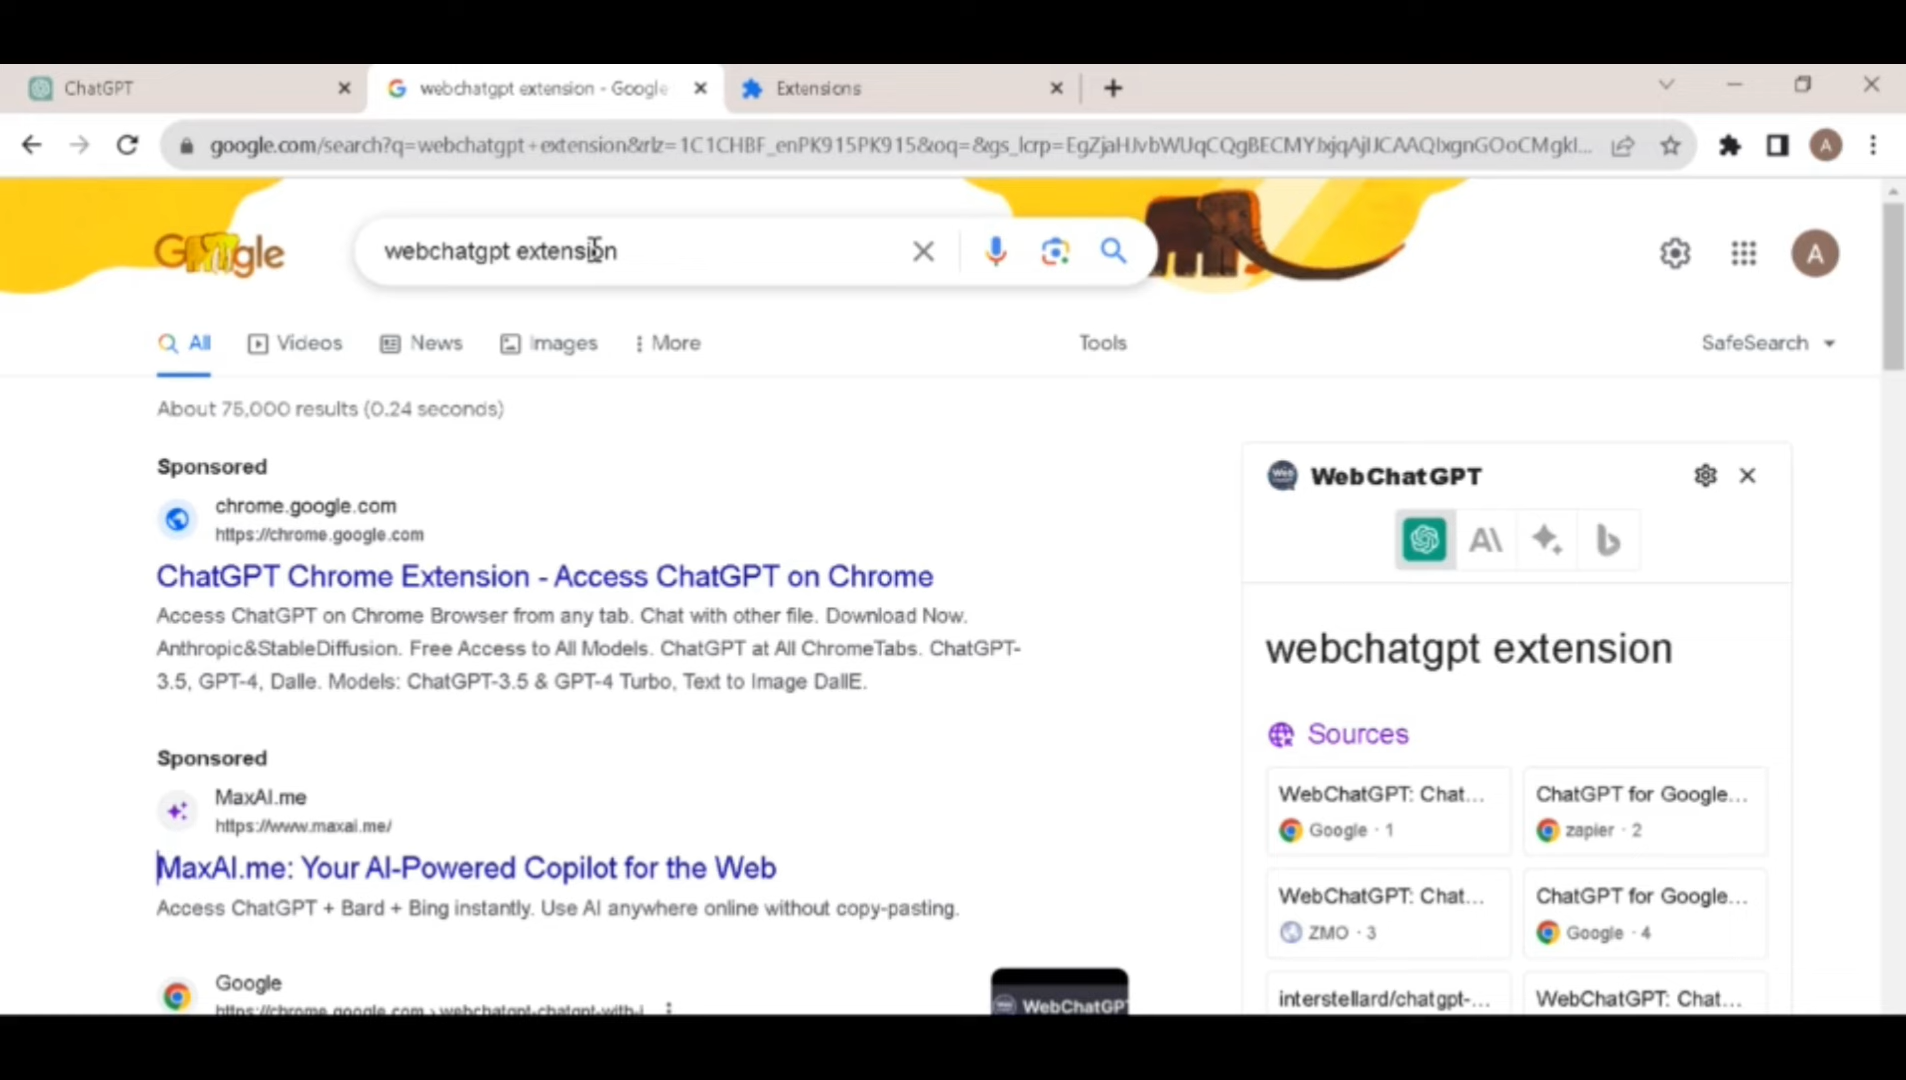 ChatGPT
webchatgpt extension - Google
Extensions
google.com/search?q=webchatgpt+extension&rlz=1C1CHBF_enPK915PK915&oq=&gs_lcrp=
A
Google
webchatgpt extension
A
All
Videos
News
Images
More
Tools
SafeSearch
About 75,000 results (0.24 seconds)
Sponsored
chrome.google.com
https://chrome.google.com
ChatGPT Chrome Extension - Access ChatGPT on Chrome
Access ChatGPT on Chrome Browser from any tab. Chat with other file. Download Now.
Anthropic&StableDiffusion. Free Access to All Models. ChatGPT at All ChromeTabs. ChatGPT-
3.5, GPT-4, Dalle. Models: ChatGPT-3.5 & GPT-4 Turbo, Text to Image DallE.
Sponsored
MaxAI.me
https://www.maxai.me/
MaxAI.me: Your AI-Powered Copilot for the Web
Access ChatGPT + Bard + Bing instantly. Use AI anywhere online without copy-pasting.
Google
https://chrome.google.com › webchatgpt-chatgpt-with-i
WebChatGPT
Web
WebChatGPT
A\
webchatgpt extension
Sources
WebChatGPT: Chat...
Google · 1
ChatGPT for Google...
zapier · 2
WebChatGPT: Chat...
ZMO · 3
ChatGPT for Google...
Google · 4
interstellard/chatgpt-...
WebChatGPT: Chat...